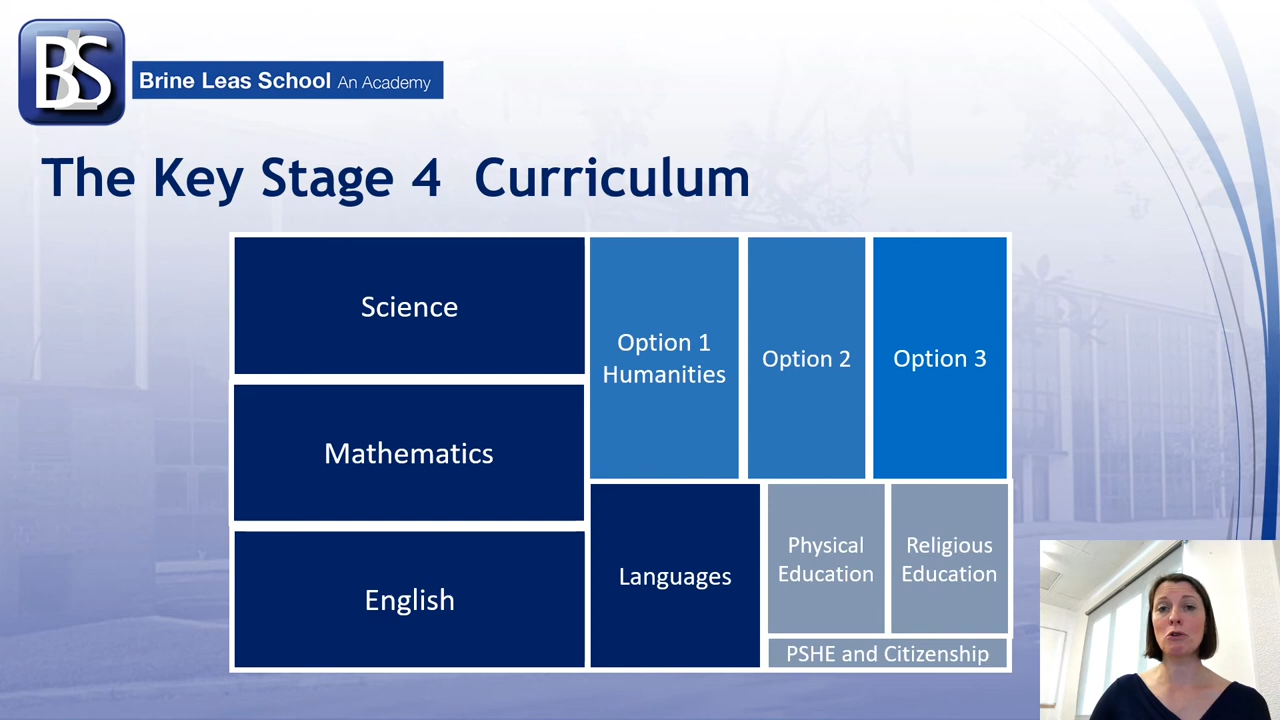 BLS
Brine Leas School An Academy
The Key Stage 4 Curriculum
Science
Mathematics
English
Option 1
Humanities
Option 2
Option 3
Languages
Physical
Education
Religious
Education
PSHE and Citizenship